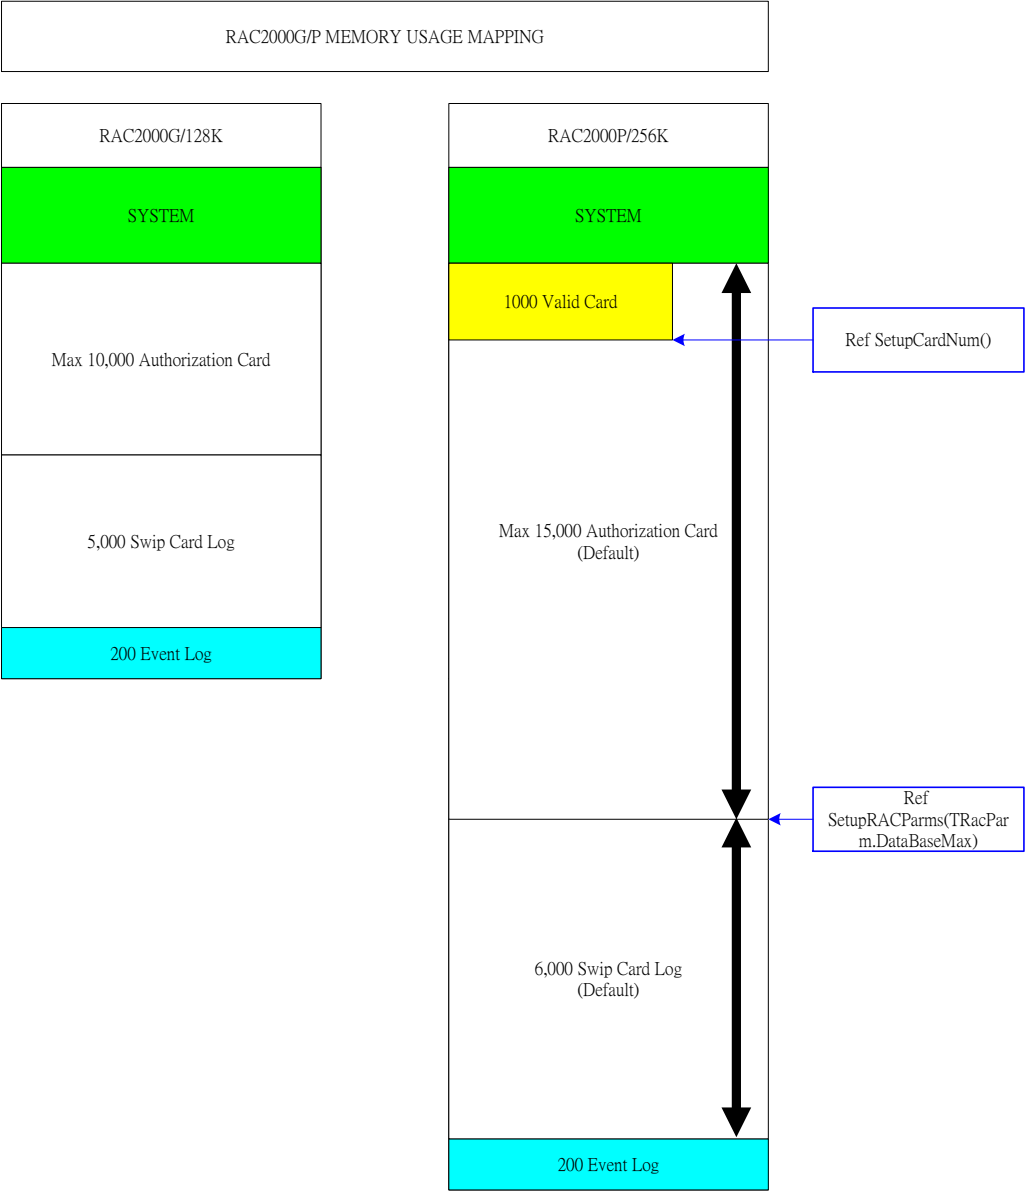 RAC2000G/P MEMORY USAGE MAPPING
RAC2000G/128K
SYSTEM
Max 10,000 Authorization Card
5,000 Swip Card Log
200 Event Log
RAC2000P/256K
SYSTEM
1000 Valid Card
Ref SetupCardNum()
Max 15,000 Authorization Card
(Default)
Ref
SetupRACParms(TRacPar
m.DataBaseMax)
6,000 Swip Card Log
(Default)
200 Event Log